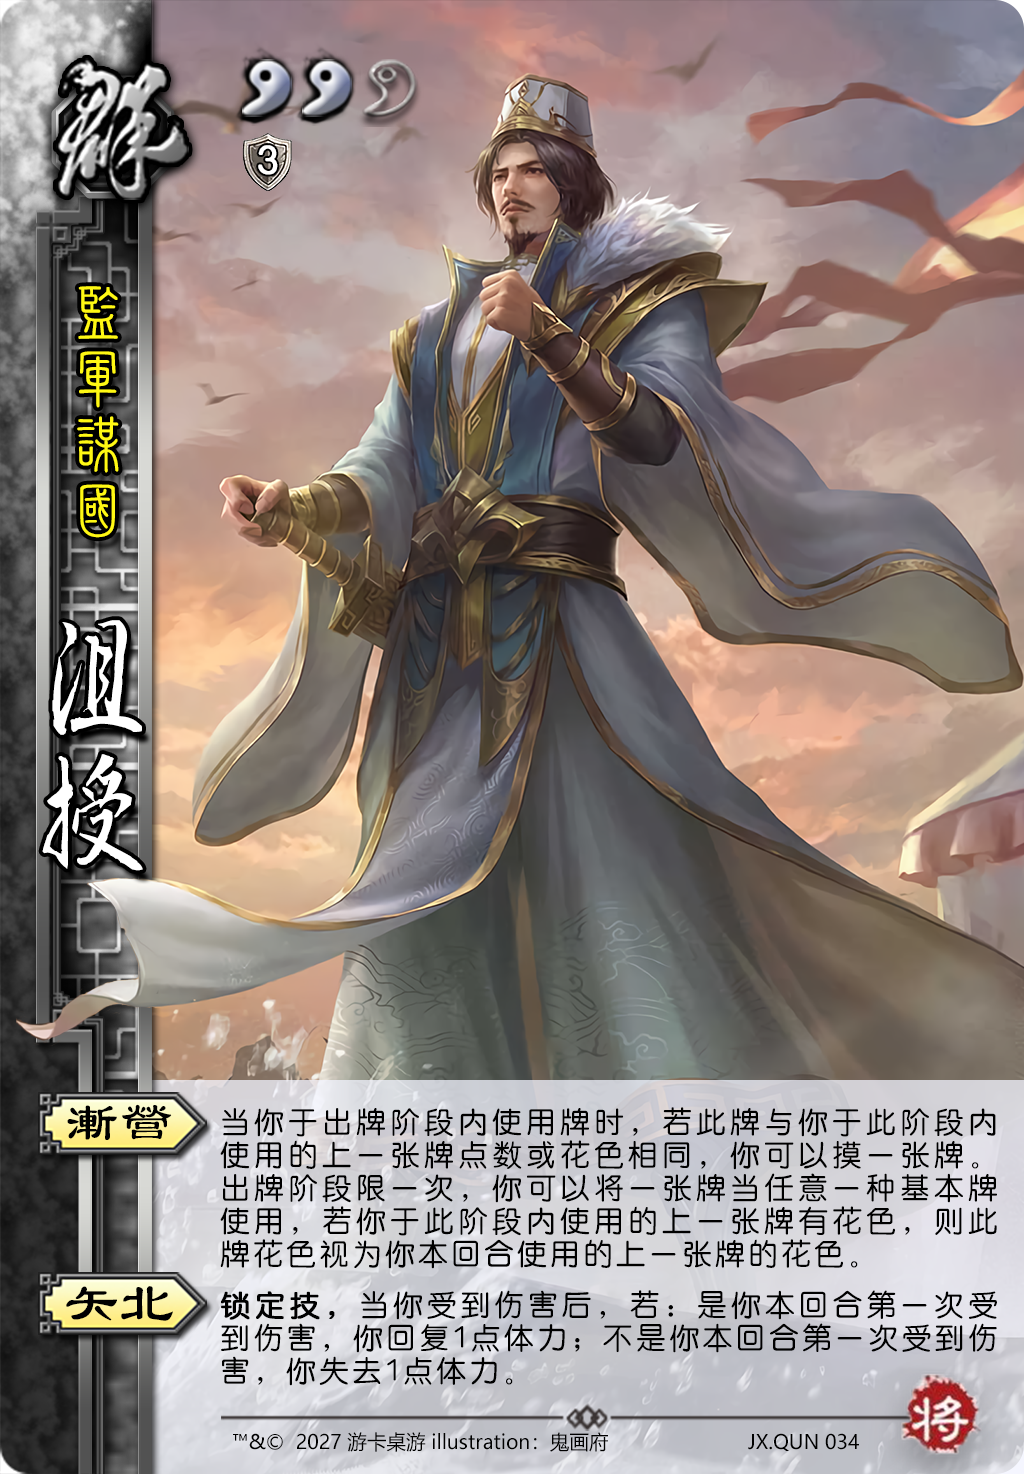 群
3
監軍謀國
沮授
漸營
当你于出牌阶段内使用牌时，若此牌与你于此阶段内
使用的上一张牌点数或花色相同，你可以摸一张牌。
出牌阶段限一次，你可以将一张牌当任意一种基本牌
使用，若你于此阶段内使用的上一张牌有花色，则此
牌花色视为你本回合使用的上一张牌的花色。
矢北
锁定技，当你受到伤害后，若：是你本回合第一次受
到伤害，你回复1点体力；不是你本回合第一次受到伤
害，你失去1点体力。
™&© 2027 游卡桌游 illustration：鬼画府
JX.QUN 034
将